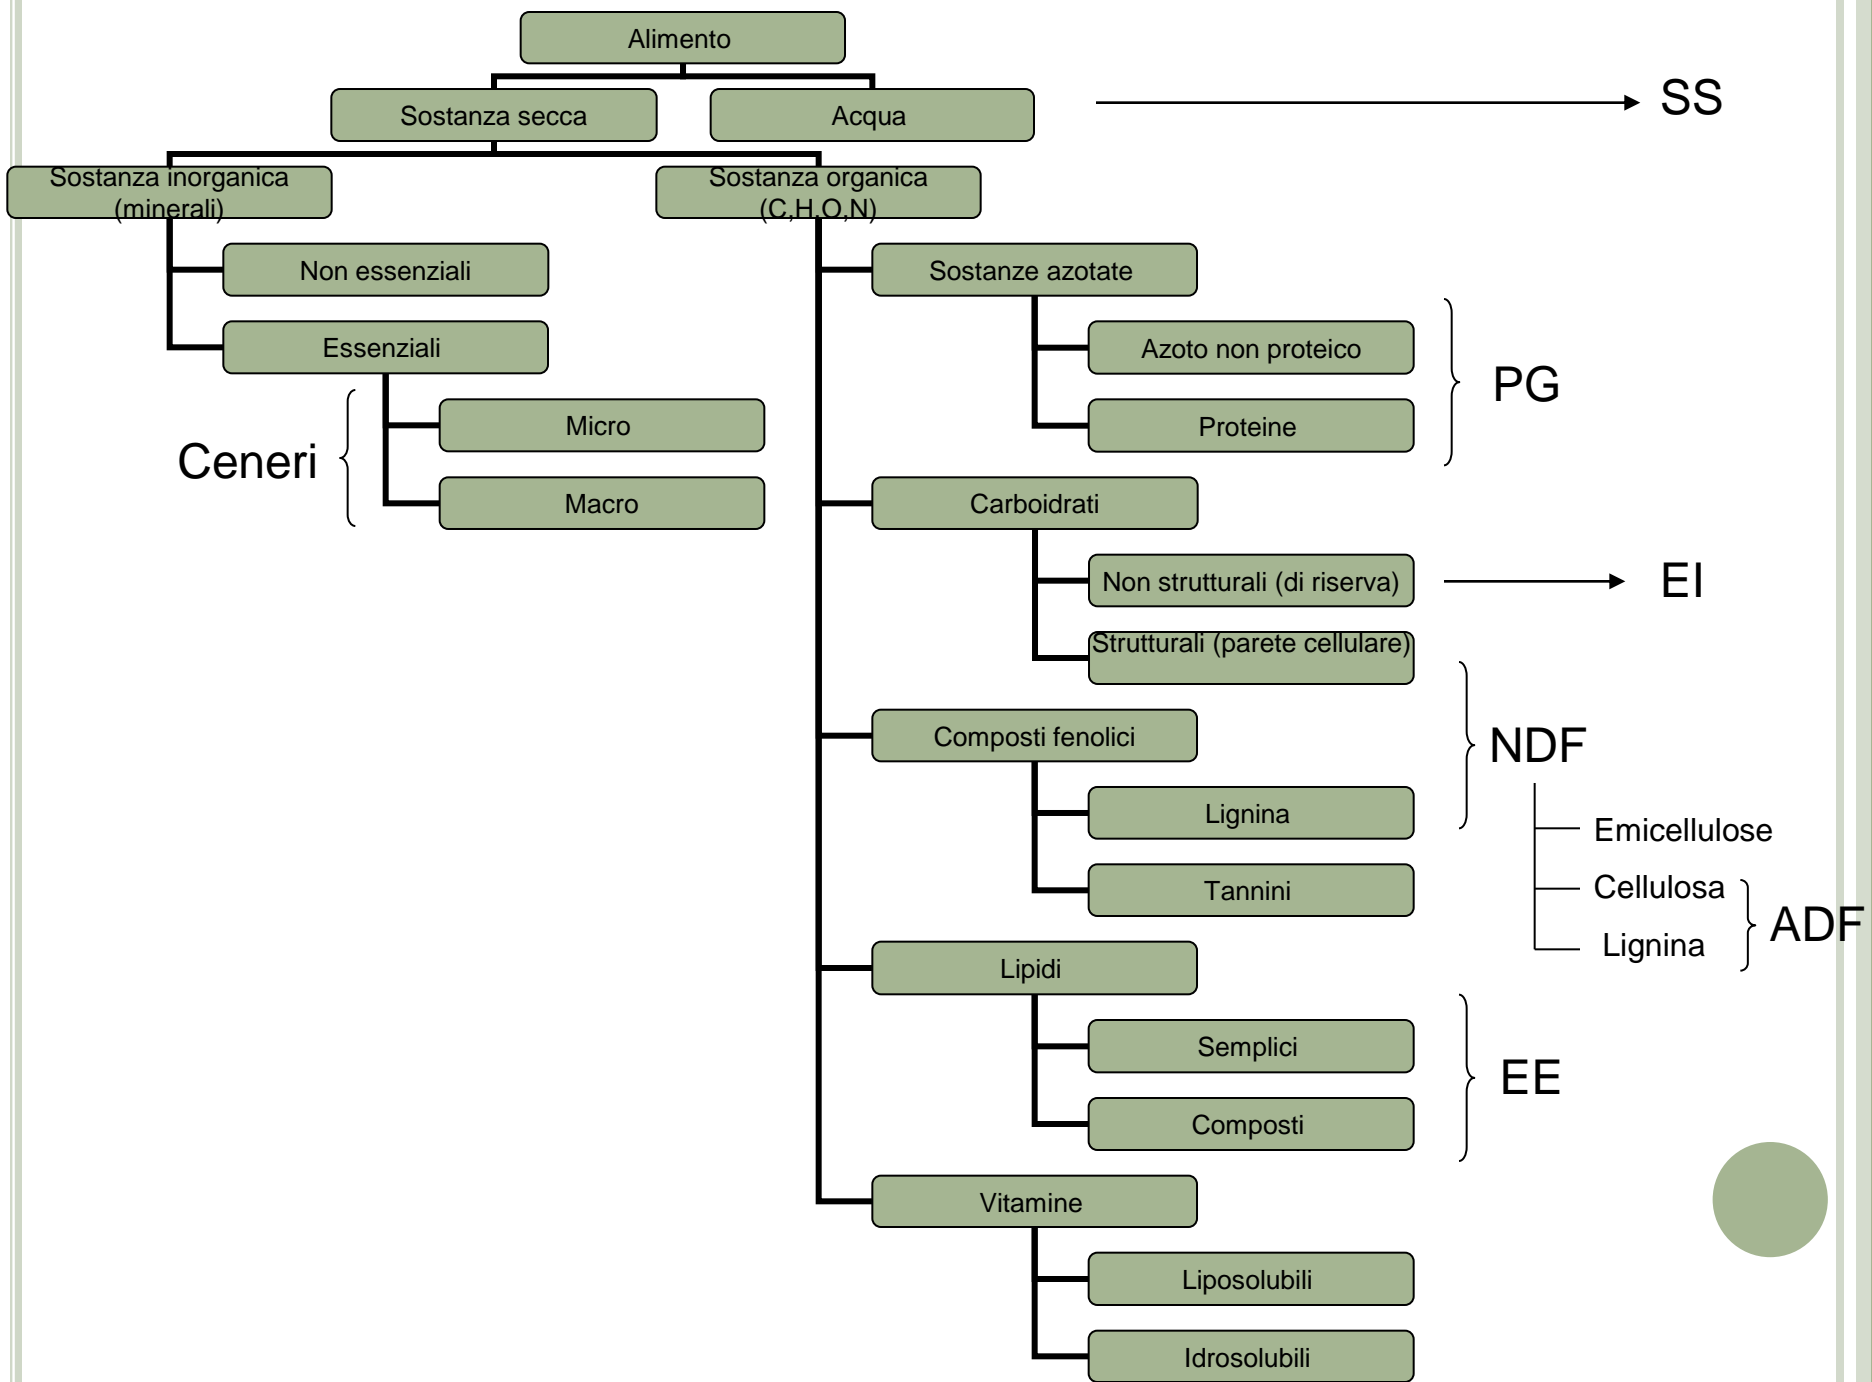 Alimento
Sostanza secca
Acqua
SS
Sostanza inorganica
(minerali)
Sostanza organica
(C,H,O,N)
Non essenziali
Sostanze azotate
Essenziali
Azoto non proteico
PG
Micro
Proteine
Ceneri
Macro
Carboidrati
Non strutturali (di riserva)
EI
Strutturali (parete cellulare)
Composti fenolici
NDF
Lignina
Emicellulose
Tannini
Cellulosa
ADF
Lignina
Lipidi
Semplici
EE
Composti
Vitamine
Liposolubili
Idrosolubili